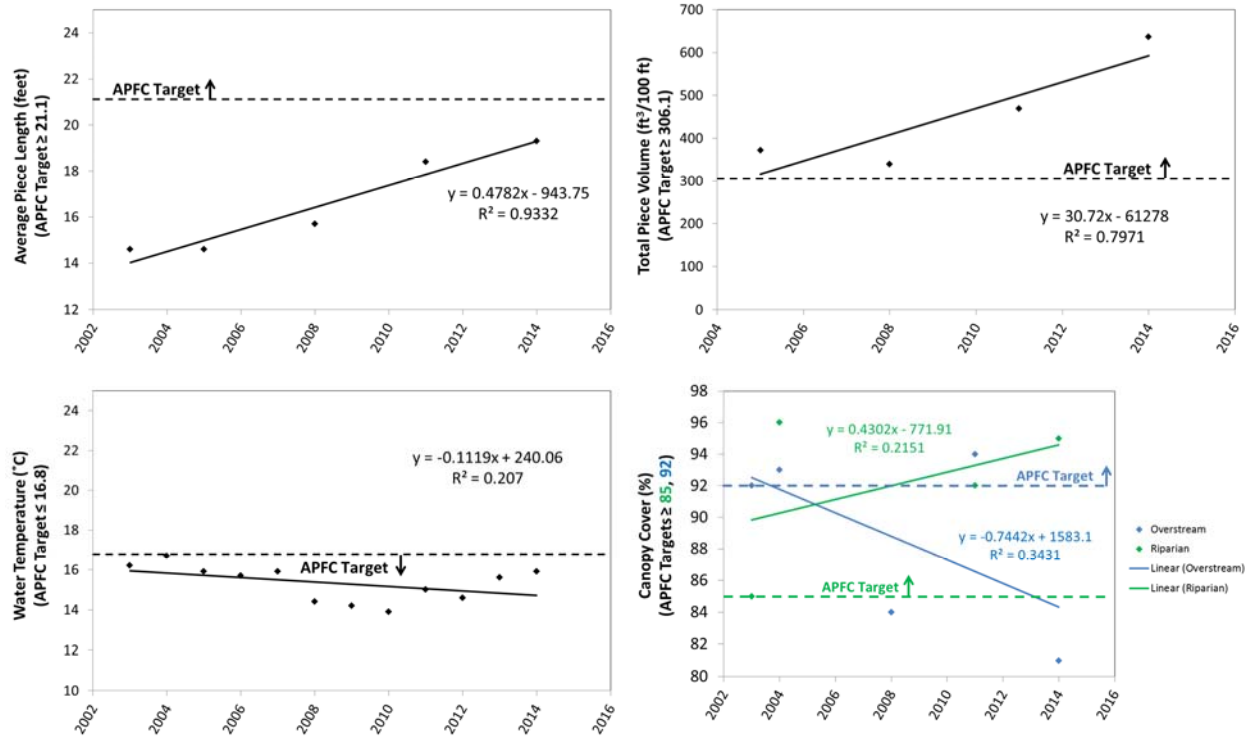 Average Piece Length (feet)
(APFC Target ≥ 21.1)
24
22
20
18
16
14
12
APFC Target
y = 0.4782x - 943.75
R² = 0.9332
2002
2004
2006
2008
2010
2012
2014
2016
Total Piece Volume (ft³/100 ft)
(APFC Target ≥ 306.1)
700
600
500
400
300
200
100
0
APFC Target
y = 30.72x - 61278
R² = 0.7971
2004
2006
2008
2010
2012
2014
2016
Water Temperature (˚C)
(APFC Target ≤ 16.8)
24
22
20
18
16
14
12
10
y = -0.1119x + 240.06
R² = 0.207
APFC Target
2002
2004
2006
2008
2010
2012
2014
2016
Canopy Cover (%)
(APFC Targets ≥ 85, 92)
98
96
94
92
90
88
86
84
82
80
y = 0.4302x - 771.91
R² = 0.2151
APFC Target
y = -0.7442x + 1583.1
R² = 0.3431
APFC Target
2002
2004
2006
2008
2010
2012
2014
2016
Overstream
Riparian
Linear (Overstream)
Linear (Riparian)